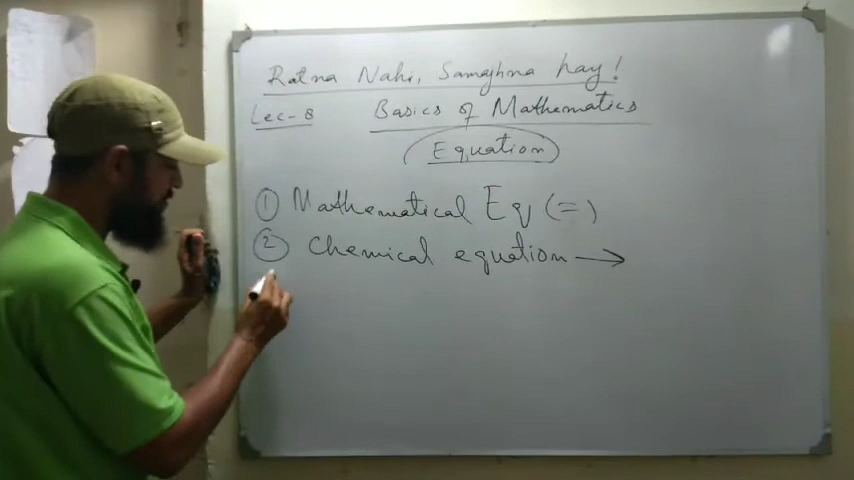 Ratna Nahi, Samajhna hay!
Lec-8 Basics of Mathematics
Equation
① Mathematical Eq (=)
② Chemical equation →